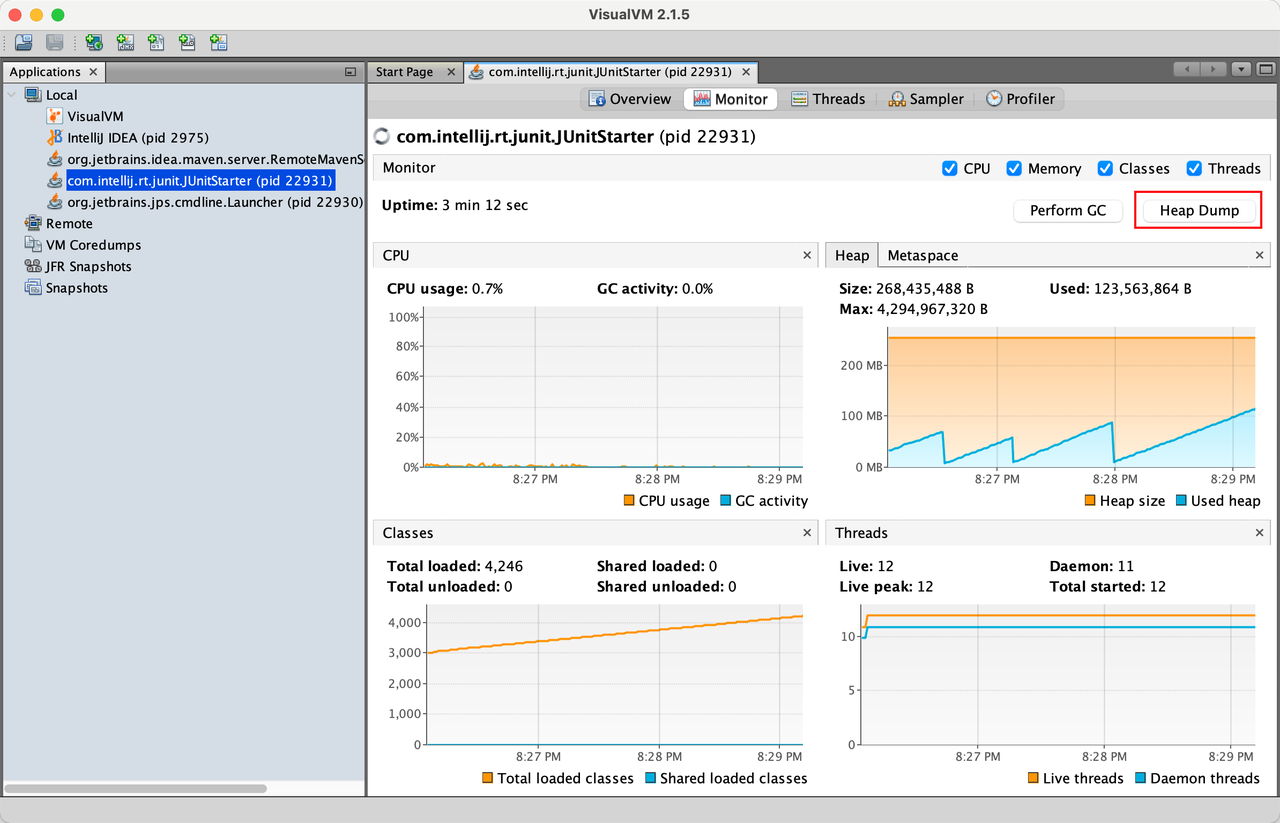 VisualVM 2.1.5
Applications
Start Page
com.intellij.rt.junit.JUnitStarter (pid 22931)
Local
VisualVM
IntelliJ IDEA (pid 2975)
org.jetbrains.idea.maven.server.RemoteMavenS
com.intellij.rt.junit.JUnitStarter (pid 22931)
org.jetbrains.jps.cmdline.Launcher (pid 22930)
Remote
VM Coredumps
JFR Snapshots
Snapshots
Overview Monitor Threads Sampler Profiler
com.intellij.rt.junit.JUnitStarter (pid 22931)
Monitor
CPU Memory Classes Threads
Uptime: 3 min 12 sec
Perform GC Heap Dump
CPU
CPU usage: 0.7% GC activity: 0.0%
100%
80%
60%
40%
20%
0%
8:27 PM 8:28 PM 8:29 PM
CPU usage GC activity
Heap Metaspace
Size: 268,435,488 B Used: 123,563,864 B
Max: 4,294,967,320 B
200 MB
100 MB
0 MB
8:27 PM 8:28 PM 8:29 PM
Heap size Used heap
Classes
Total loaded: 4,246 Shared loaded: 0
Total unloaded: 0 Shared unloaded: 0
4,000
3,000
2,000
1,000
0
8:27 PM 8:28 PM 8:29 PM
Total loaded classes Shared loaded classes
Threads
Live: 12 Daemon: 11
Live peak: 12 Total started: 12
10
5
0
8:27 PM 8:28 PM 8:29 PM
Live threads Daemon threads